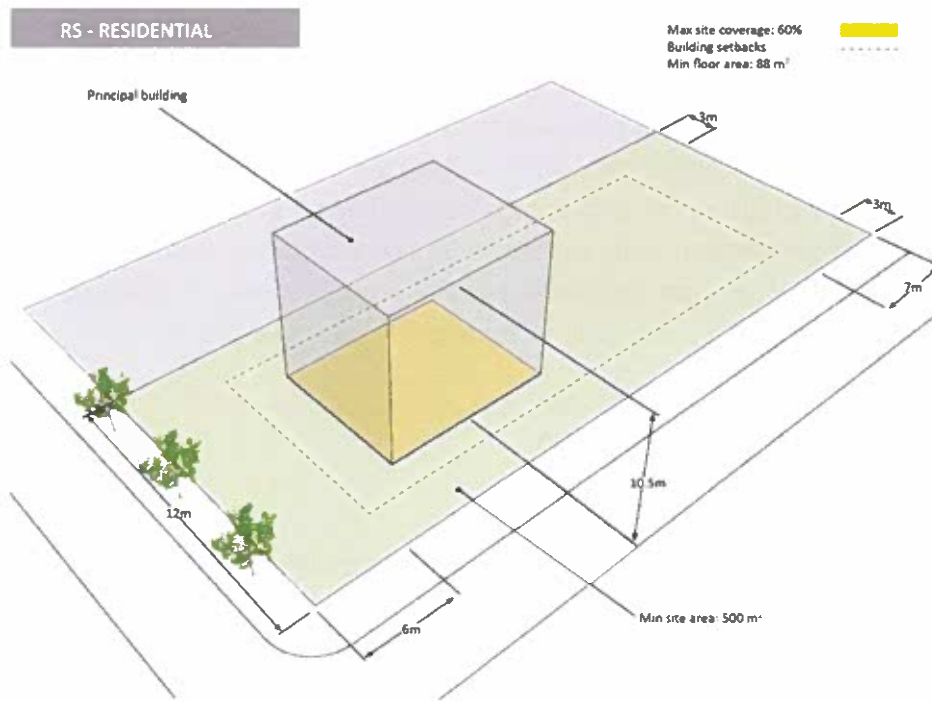 RS - RESIDENTIAL
Max site coverage: 60%
Building setbacks
Min floor area: 88 m²
Principal building
3m
3m
7m
10.5m
12m
6m
Min site area: 500 m²